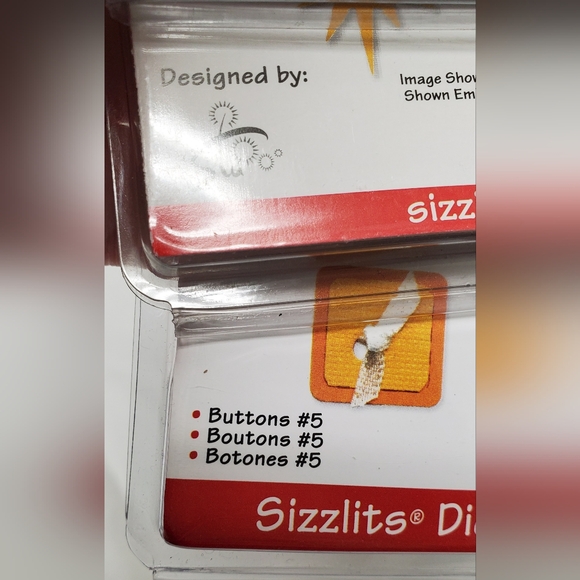 Designed by:
Image Show
Shown Em
sizzl
• Buttons #5
• Boutons #5
• Botones #5
Sizzlits® Di